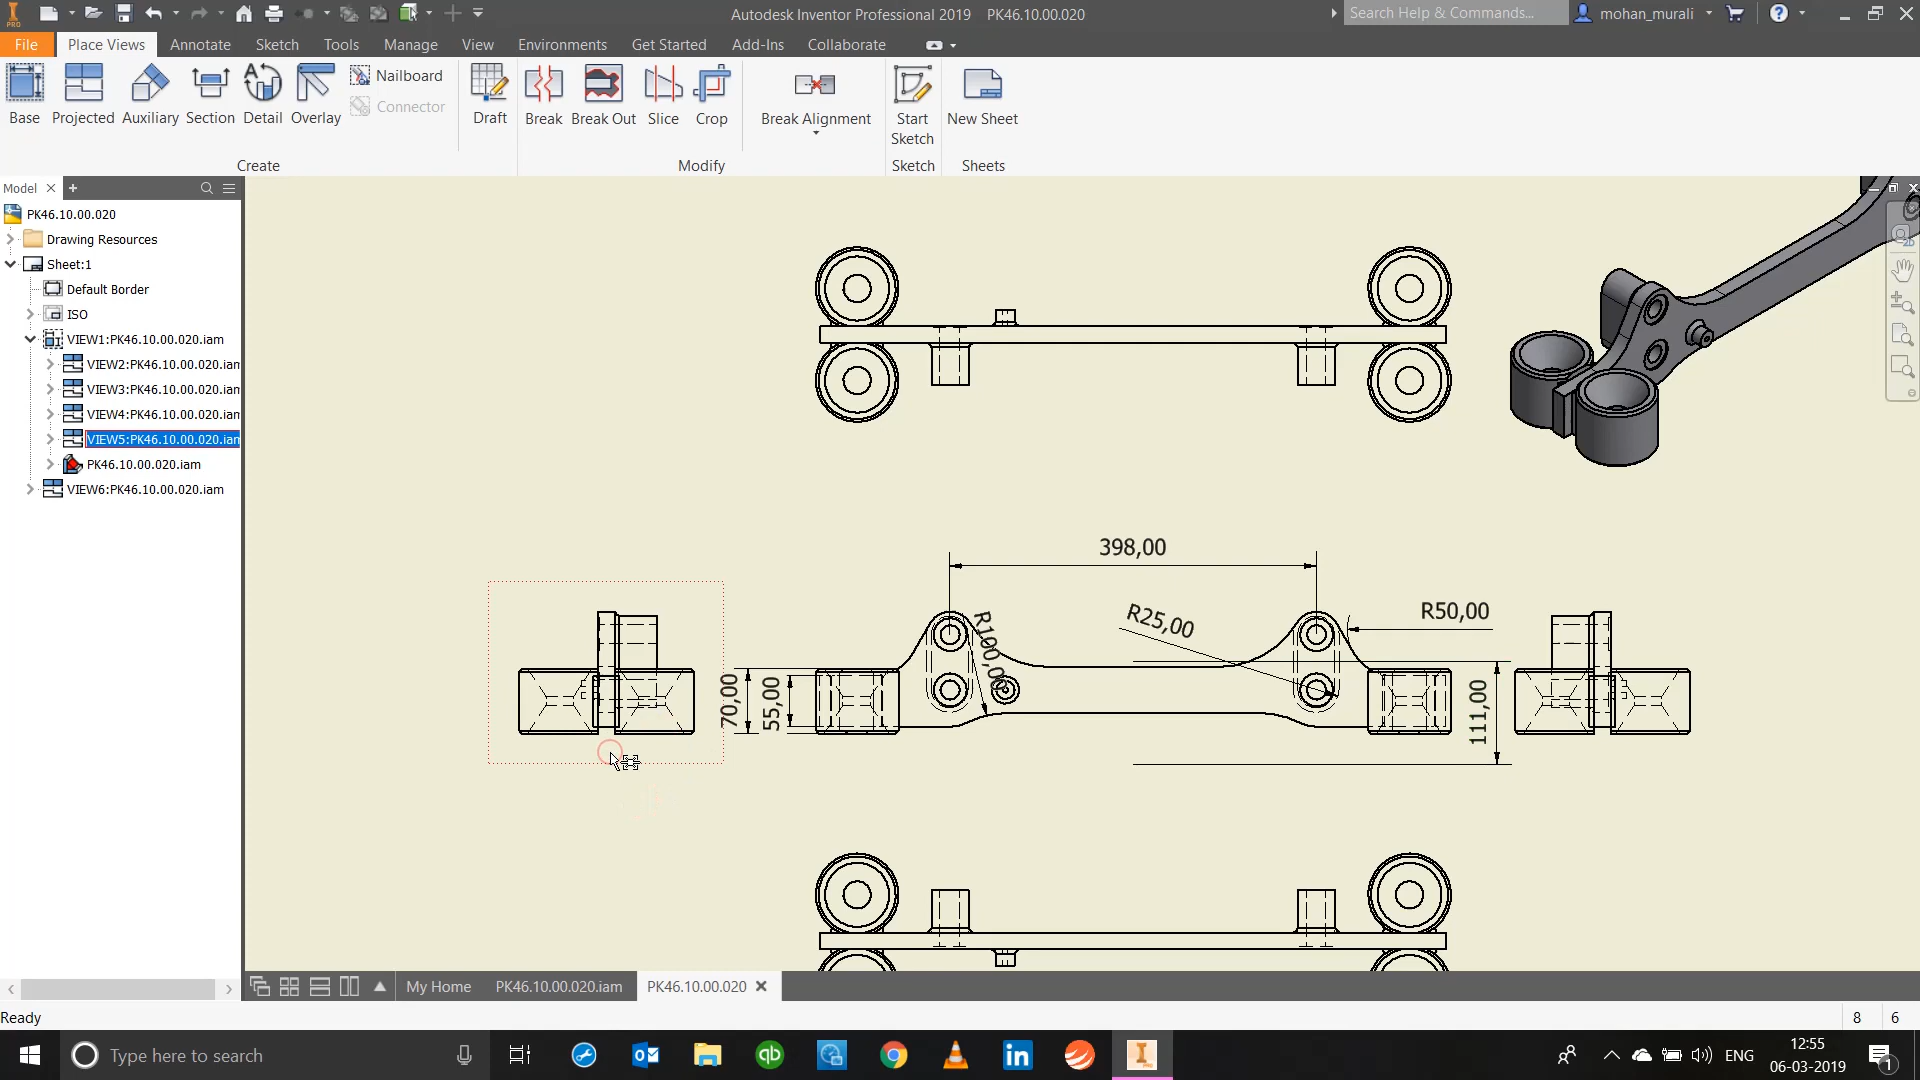 Autodesk Inventor Professional 2019 PK46.10.00.020
Search Help & Commands...
mohan_murali
PRO
File
Place Views
Annotate
Sketch
Tools
Manage
View
Environments
Get Started
Add-Ins
Collaborate
Base
Projected
Auxiliary
Section
Detail
Overlay
Nailboard
Connector
Draft
Break
Break Out
Slice
Crop
Break Alignment
Start
Sketch
New Sheet
Create
Modify
Sketch
Sheets
Model
PK46.10.00.020
Drawing Resources
Sheet:1
Default Border
ISO
VIEW1:PK46.10.00.020.iam
VIEW2:PK46.10.00.020.iam
VIEW3:PK46.10.00.020.iam
VIEW4:PK46.10.00.020.iam
VIEW5:PK46.10.00.020.iam
PK46.10.00.020.iam
VIEW6:PK46.10.00.020.iam
398,00
R100,00
R25,00
R50,00
70,00
55,00
111,00
My Home
PK46.10.00.020.iam
PK46.10.00.020
Ready
8 6
Type here to search
ENG
12:55
06-03-2019
1